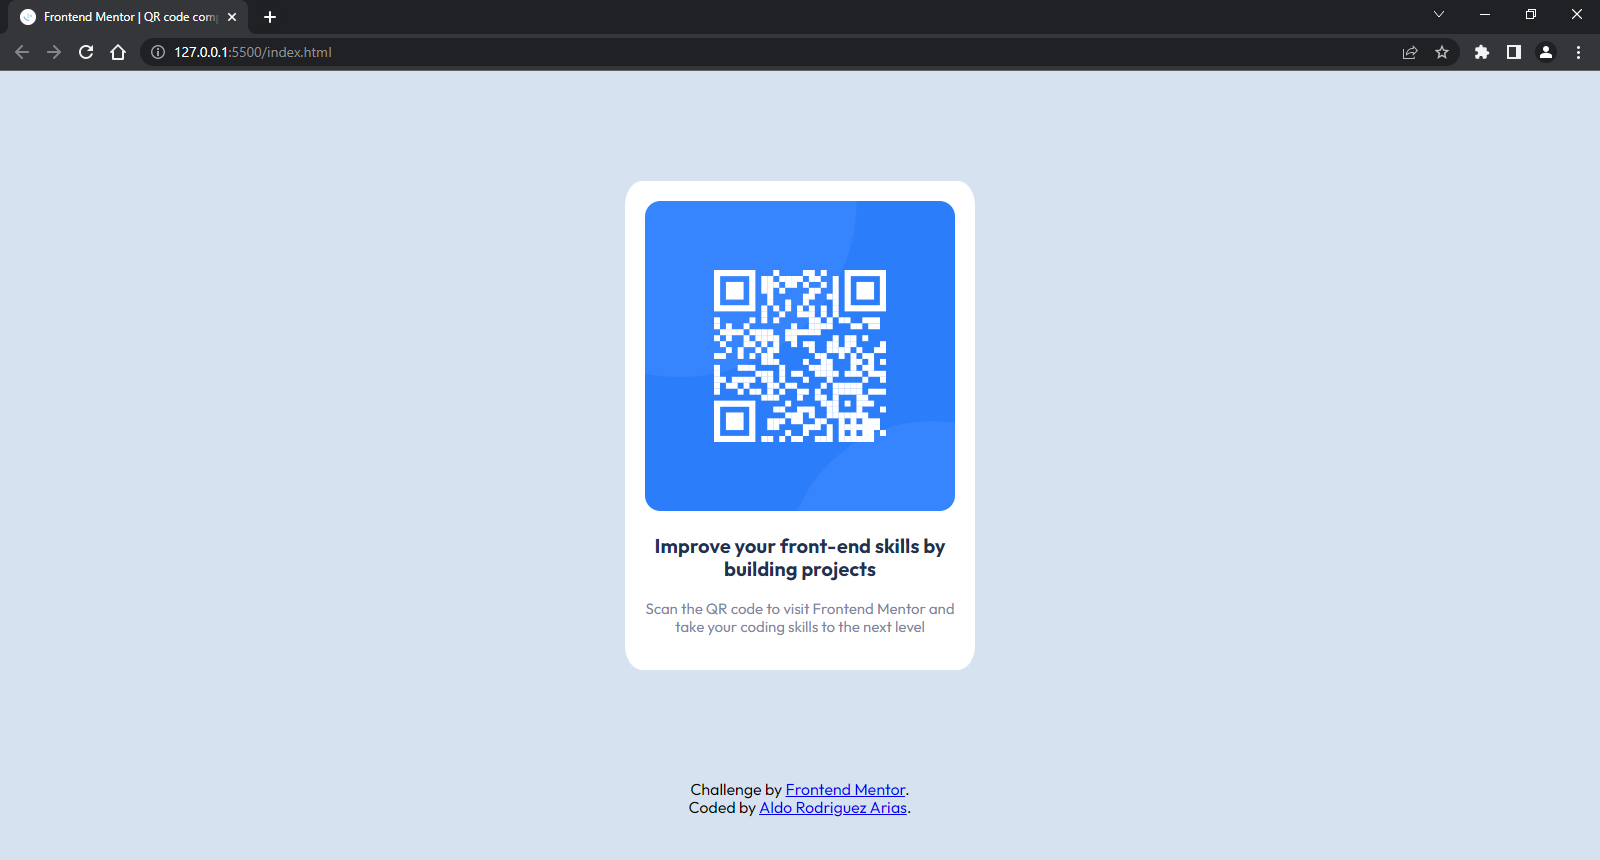 Frontend Mentor | QR code com
127.0.0.1:5500/index.html
Improve your front-end skills by
building projects
Scan the QR code to visit Frontend Mentor and
take your coding skills to the next level
Challenge by Frontend Mentor.
Coded by Aldo Rodriguez Arias.